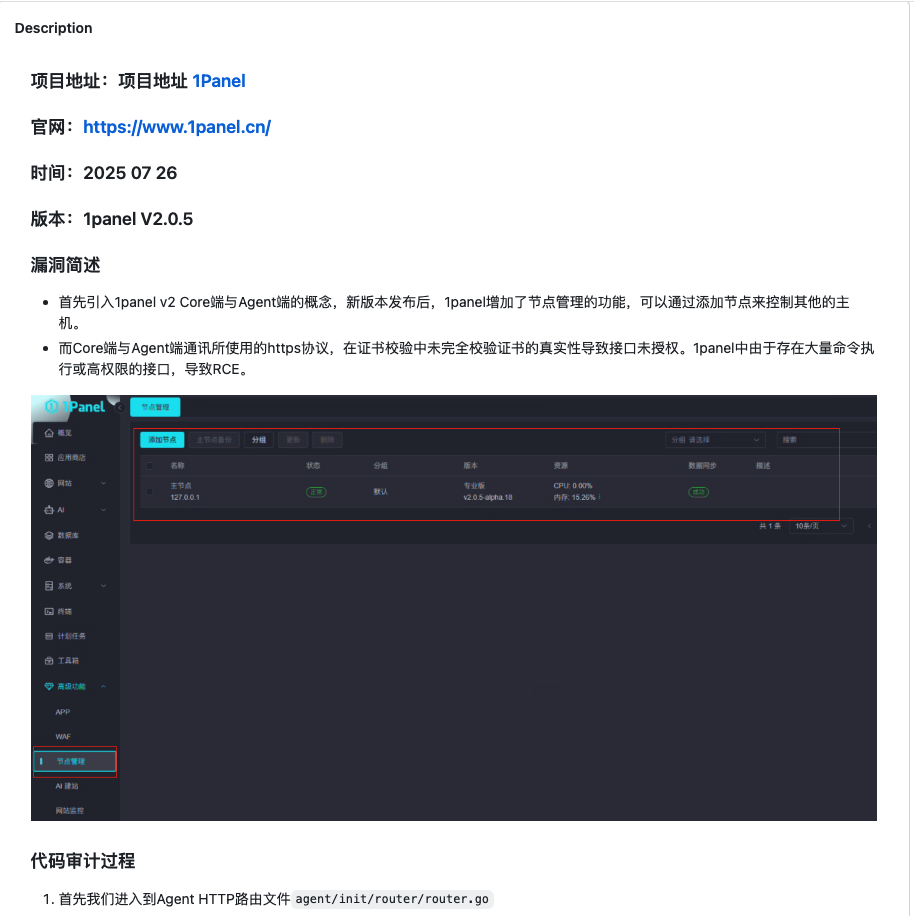 Description
项目地址：项目地址 1Panel
官网：https://www.1panel.cn/
时间：2025 07 26
版本：1panel V2.0.5
漏洞简述
• 首先引入1panel v2 Core端与Agent端的概念，新版本发布后，1panel增加了节点管理的功能，可以通过添加节点来控制其他的主
机。
• 而Core端与Agent端通讯所使用的https协议，在证书校验中未完全校验证书的真实性导致接口未授权。1panel中由于存在大量命令执
行或高权限的接口，导致RCE。
1Panel
节点管理
概览
添加节点 主节点备份 分组 更新 删除 分组 请选择 搜索
应用商店
名称 状态 分组 版本 资源 数据同步 描述
网站
主节点 正常 默认 专业版 CPU: 0.00% 成功
127.0.0.1 v2.0.5-alpha.18 内存: 15.26%
AI
共 1 条 10条/页
数据库
容器
系统
终端
计划任务
工具箱
高级功能
APP
WAF
节点管理
AI 建站
网站监控
代码审计过程
1. 首先我们进入到Agent HTTP路由文件 agent/init/router/router.go